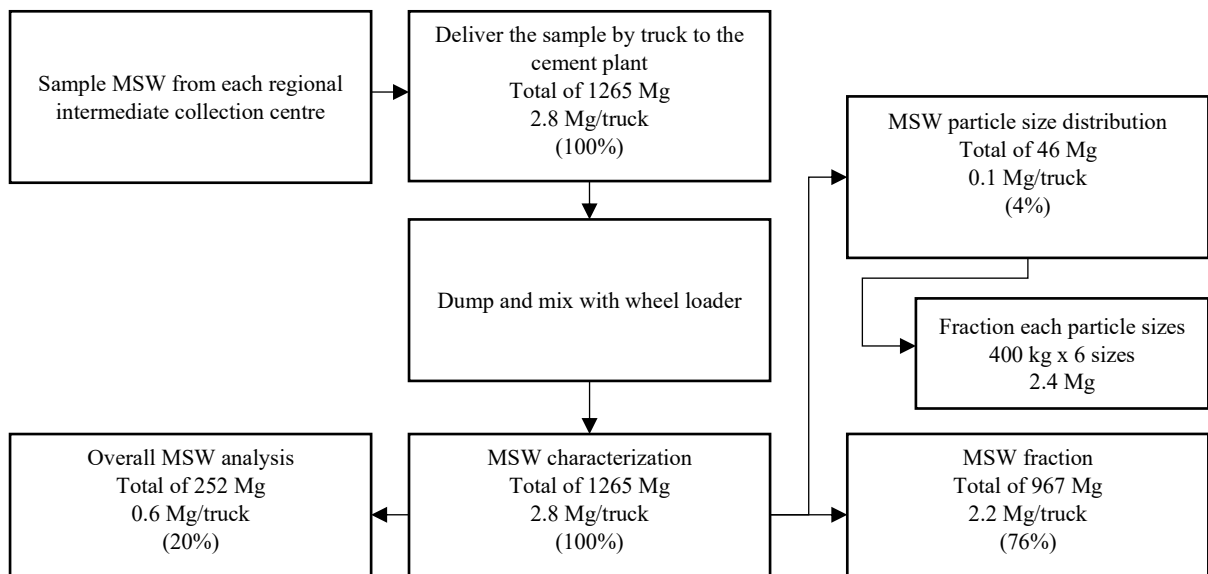 Sample MSW from each regional
intermediate collection centre
Deliver the sample by truck to the
cement plant
Total of 1265 Mg
2.8 Mg/truck
(100%)
MSW particle size distribution
Total of 46 Mg
0.1 Mg/truck
(4%)
Dump and mix with wheel loader
Fraction each particle sizes
400 kg x 6 sizes
2.4 Mg
Overall MSW analysis
Total of 252 Mg
0.6 Mg/truck
(20%)
MSW characterization
Total of 1265 Mg
2.8 Mg/truck
(100%)
MSW fraction
Total of 967 Mg
2.2 Mg/truck
(76%)